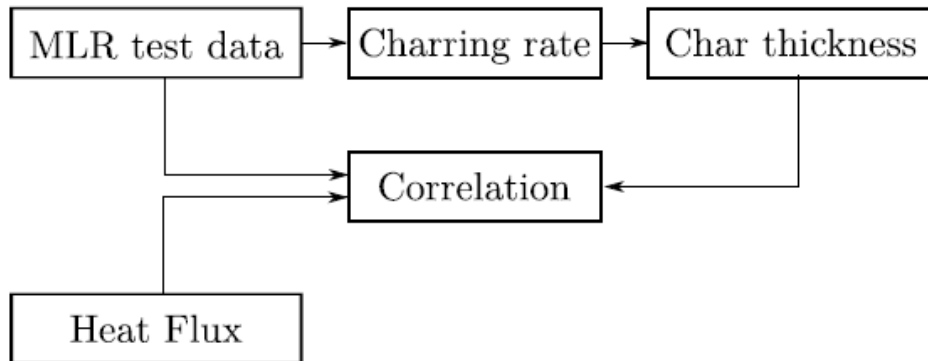 MLR test data
Charring rate
Char thickness
Correlation
Heat Flux